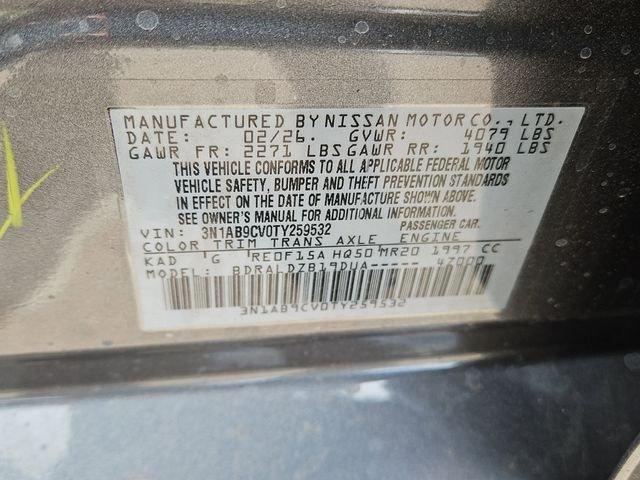 MANUFACTURED BY NISSAN MOTOR CO., LTD.
DATE: 02/26. GVWR: 4079 LBS
GAWR FR: 2271 LBS GAWR RR: 1940 LBS
THIS VEHICLE CONFORMS TO ALL APPLICABLE FEDERAL MOTOR
VEHICLE SAFETY, BUMPER AND THEFT PREVENTION STANDARDS
IN EFFECT ON THE DATE OF MANUFACTURE SHOWN ABOVE.
SEE OWNER'S MANUAL FOR ADDITIONAL INFORMATION.
VIN: 3N1AB9CV0TY259532 PASSENGER CAR.
COLOR TRIM TRANS AXLE ENGINE
KAD G RE0F15A HQ50 MR20 1997 CC
BDRALDZB19DUA----- 47000
3N1AB9CV0TY259532